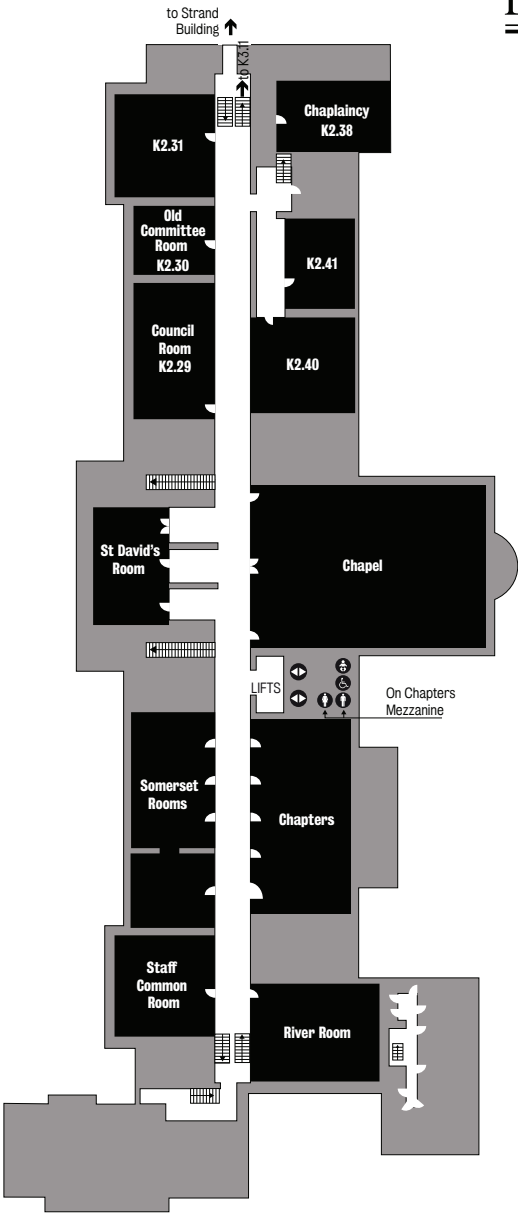 to Strand
Building
to K3.11
Chaplaincy
K2.38
K2.31
Old
Committee
Room
K2.30
K2.41
Council
Room
K2.29
K2.40
St David's
Room
Chapel
LIFTS
On Chapters
Mezzanine
Somerset
Rooms
Chapters
Staff
Common
Room
River Room